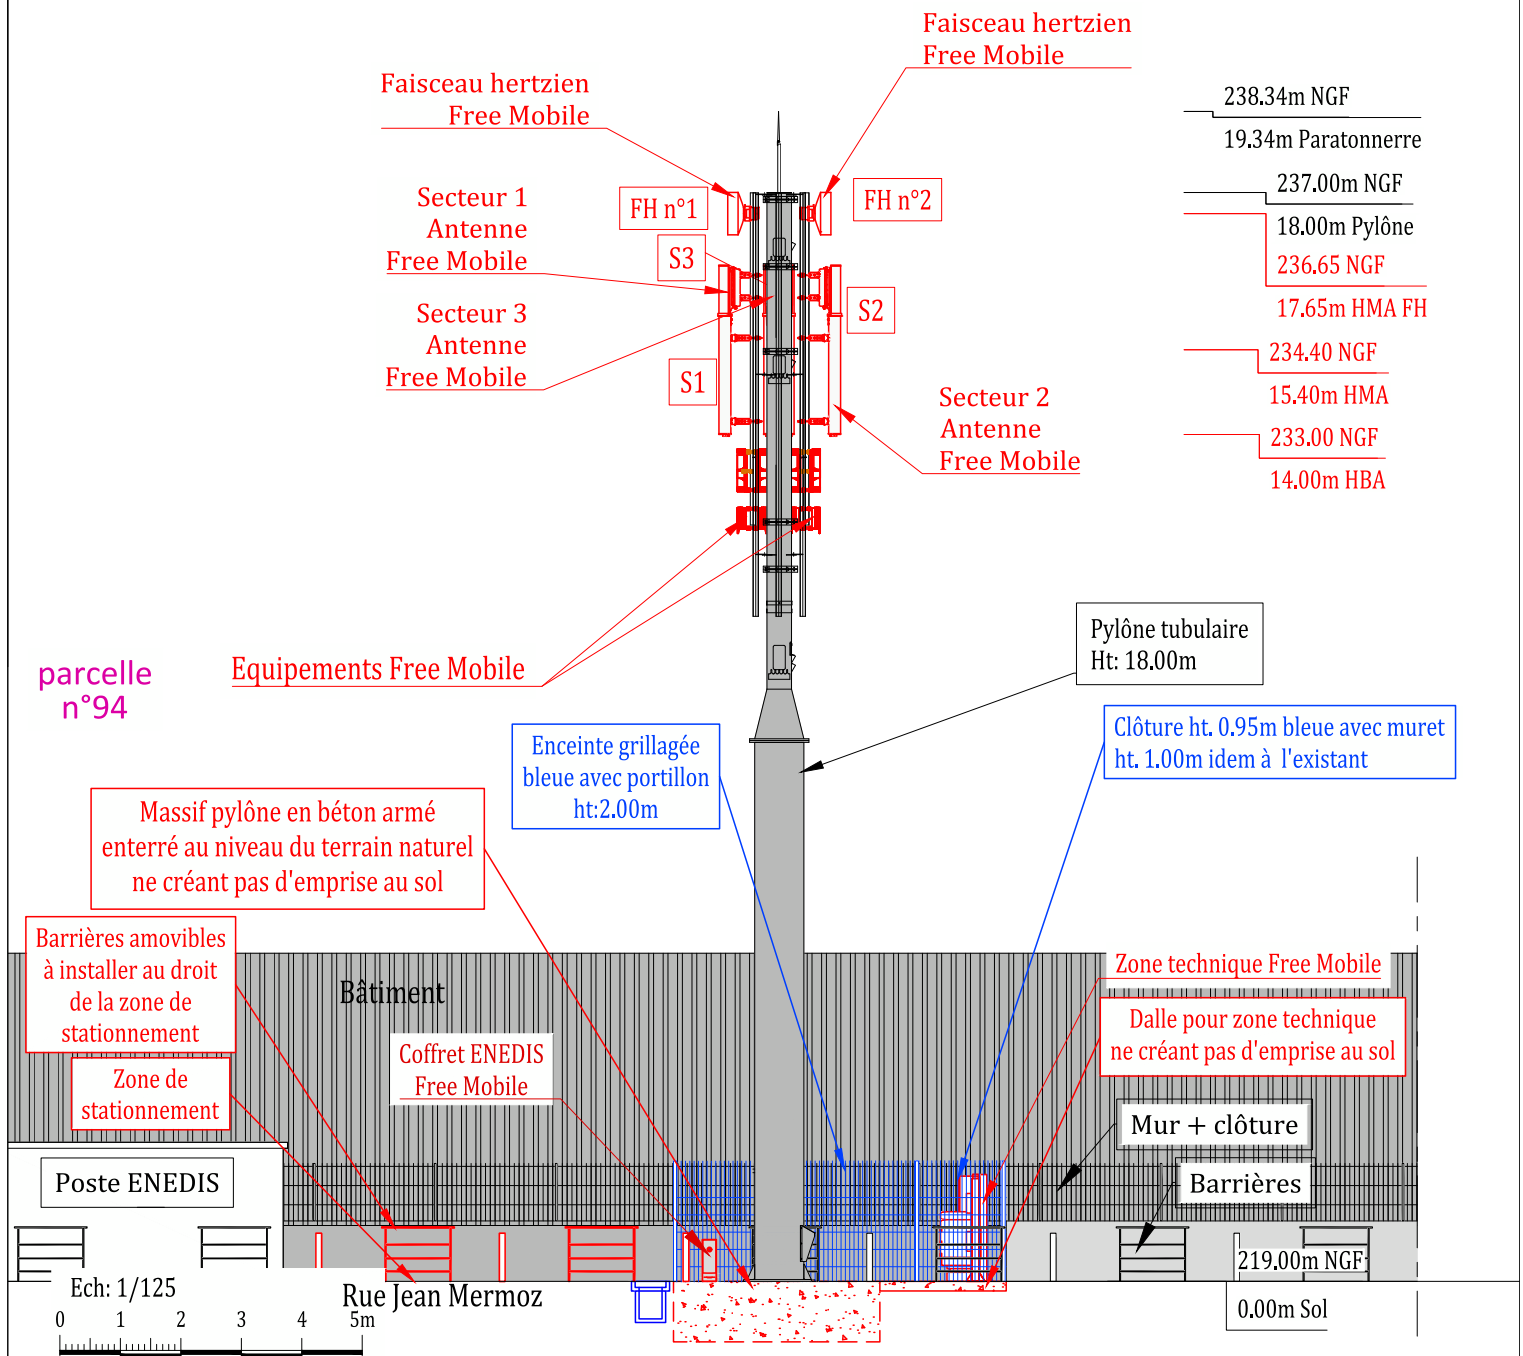 Faisceau hertzien
Free Mobile
Faisceau hertzien
Free Mobile
238.34m NGF
19.34m Paratonnerre
237.00m NGF
18.00m Pylône
236.65 NGF
17.65m HMA FH
234.40 NGF
15.40m HMA
233.00 NGF
14.00m HBA
FH n°1
FH n°2
Secteur 1
Antenne
Free Mobile
S3
S2
Secteur 3
Antenne
Free Mobile
S1
Secteur 2
Antenne
Free Mobile
Pylône tubulaire
Ht: 18.00m
parcelle
n°94
Equipements Free Mobile
Enceinte grillagée
bleue avec portillon
ht:2.00m
Clôture ht. 0.95m bleue avec muret
ht. 1.00m idem à l'existant
Massif pylône en béton armé
enterré au niveau du terrain naturel
ne créant pas d'emprise au sol
Barrières amovibles
à installer au droit
de la zone de
stationnement
Bâtiment
Zone technique Free Mobile
Dalle pour zone technique
ne créant pas d'emprise au sol
Coffret ENEDIS
Free Mobile
Zone de
stationnement
Mur + clôture
Poste ENEDIS
Barrières
219.00m NGF
0.00m Sol
Ech: 1/125
Rue Jean Mermoz
0 1 2 3 4 5m